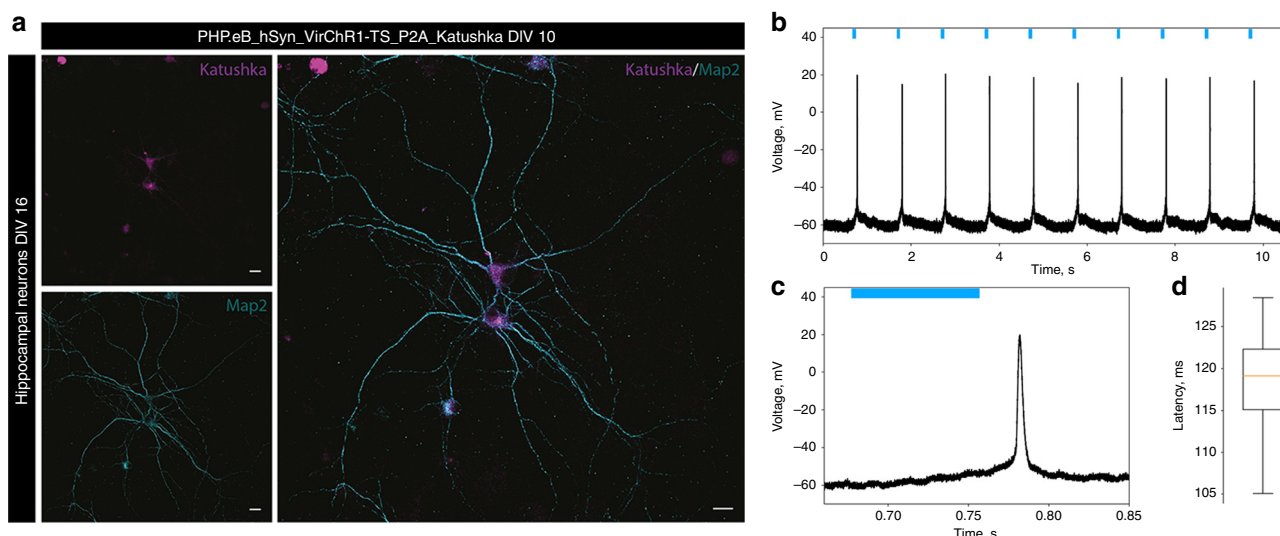 a
PHP.eB_hSyn_VirChR1-TS_P2A_Katushka DIV 10
Hippocampal neurons DIV 16
Katushka
Map2
Katushka/Map2
b
40
20
0
−20
−40
−60
Voltage, mV
0 2 4 6 8 10
Time, s
c
40
20
0
−20
−40
−60
Voltage, mV
0.70 0.75 0.80 0.85
Time, s
d
125
120
115
110
105
Latency, ms